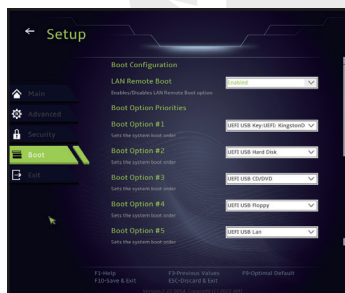 ← Setup
Boot Configuration
LAN Remote Boot
Enabled
Enables/Disables LAN Remote Boot option
Boot Option Priorities
Boot Option #1
UEFI USB Key:UEFI: KingstonD
Sets the system boot order
Boot Option #2
UEFI USB Hard Disk
Sets the system boot order
Boot Option #3
UEFI USB CD/DVD
Sets the system boot order
Boot Option #4
UEFI USB Floppy
Sets the system boot order
Boot Option #5
UEFI USB Lan
Sets the system boot order
Main
Advanced
Security
Boot
Exit
F1-Help
F3-Previous Values
F9-Optimal Default
F10-Save & Exit
ESC-Discard & Exit